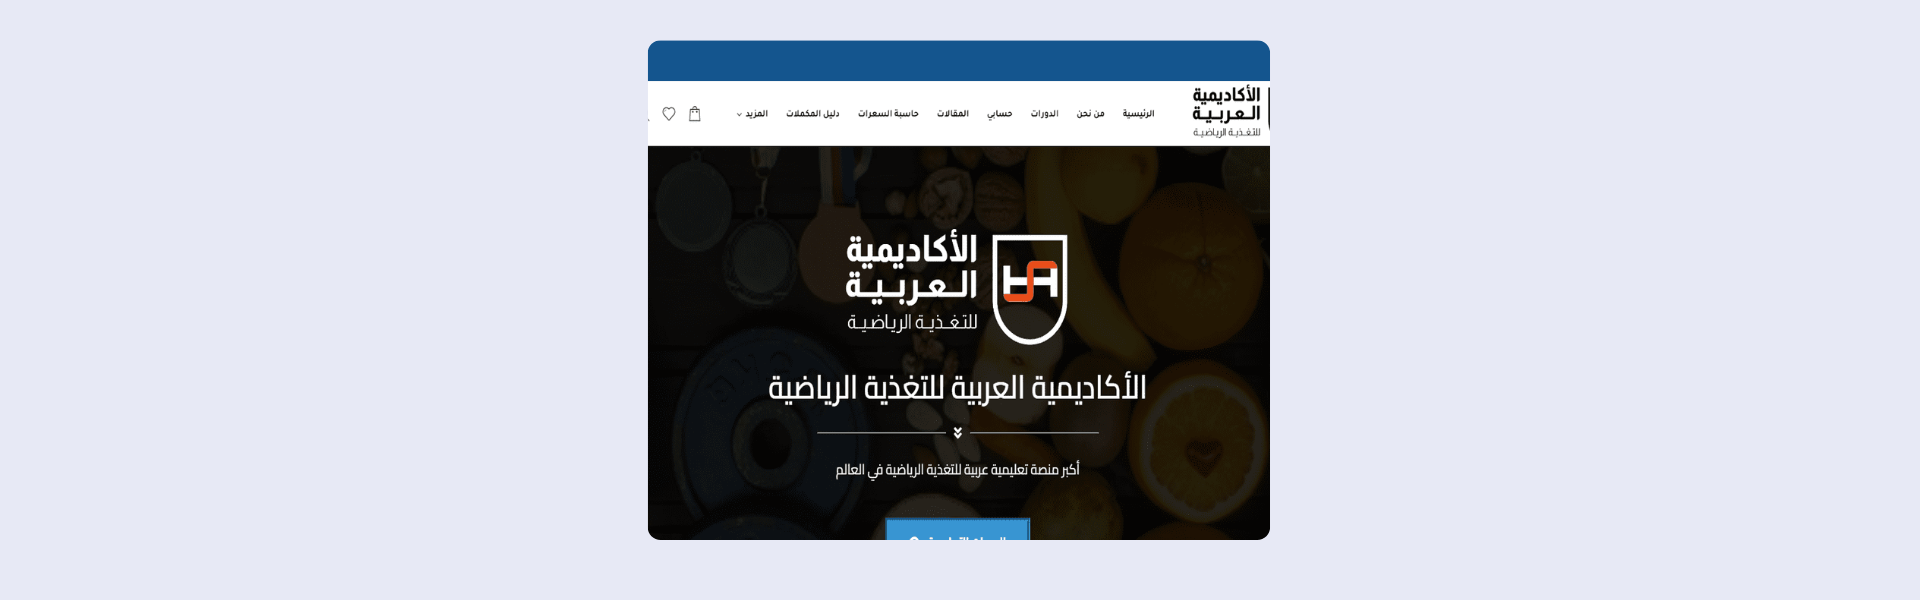 الأكاديمية
العربية
للتغذية الرياضية
الرئيسية
من نحن
الدورات
حسابي
المقالات
حاسبة السعرات
دليل المكملات
المزيد
الأكاديمية
العربية
للتغذية الرياضية
الأكاديمية العربية للتغذية الرياضية
أكبر منصة تعليمية عربية للتغذية الرياضية في العالم